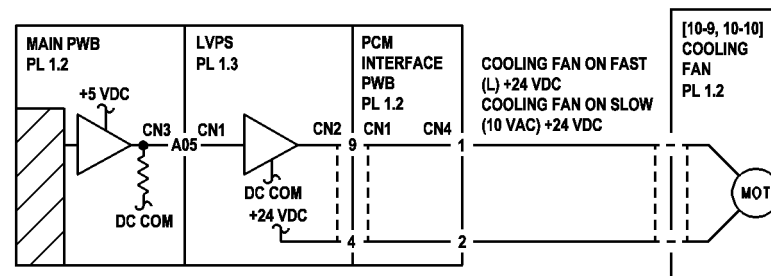 MAIN PWB
PL 1.2
+5 VDC
CN3
A05
DC COM
LVPS
PL 1.3
CN1
DC COM
+24 VDC
CN2
9
4
PCM
INTERFACE
PWB
PL 1.2
CN1
CN4
1
2
COOLING FAN ON FAST
(L) +24 VDC
COOLING FAN ON SLOW
(10 VAC) +24 VDC
[10-9, 10-10]
COOLING
FAN
PL 1.2
MOT